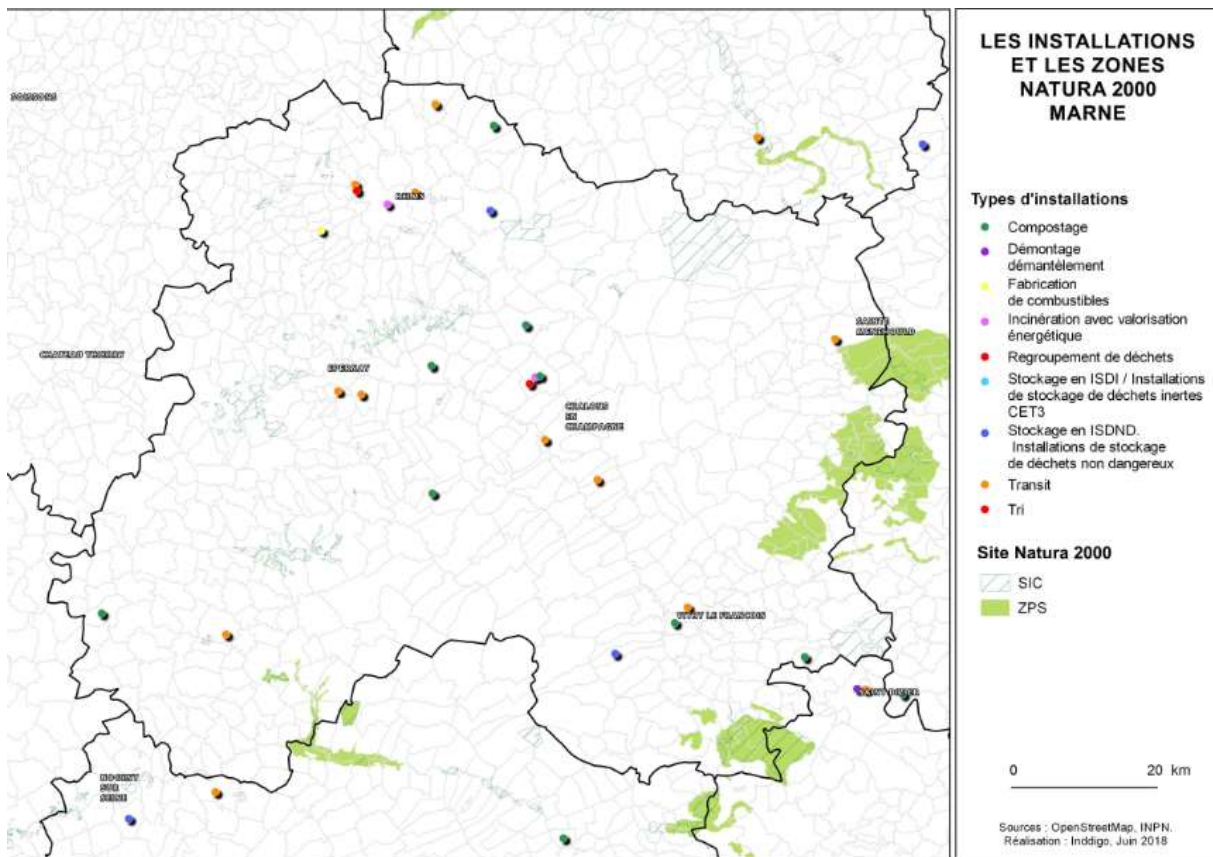 LES INSTALLATIONS
ET LES ZONES
NATURA 2000
MARNE
Types d'installations
Compostage
Démontage
démantèlement
Fabrication
de combustibles
Incinération avec valorisation
énergétique
Regroupement de déchets
Stockage en ISDI / Installations
de stockage de déchets inertes
CET3
Stockage en ISDND.
Installations de stockage
de déchets non dangereux
Transit
Tri
Site Natura 2000
SIC
ZPS
0 20 km
Sources : OpenStreetMap, INPN.
Réalisation : Inddigo, Juin 2018
SOISSONS
REIMS
CHATEAU THIERRY
EPERNAY
SAINTE
MENEHOULD
CHALONS
EN
CHAMPAGNE
VITRY LE FRANCOIS
SAINT DIZIER
NOGENT
SUR
SEINE